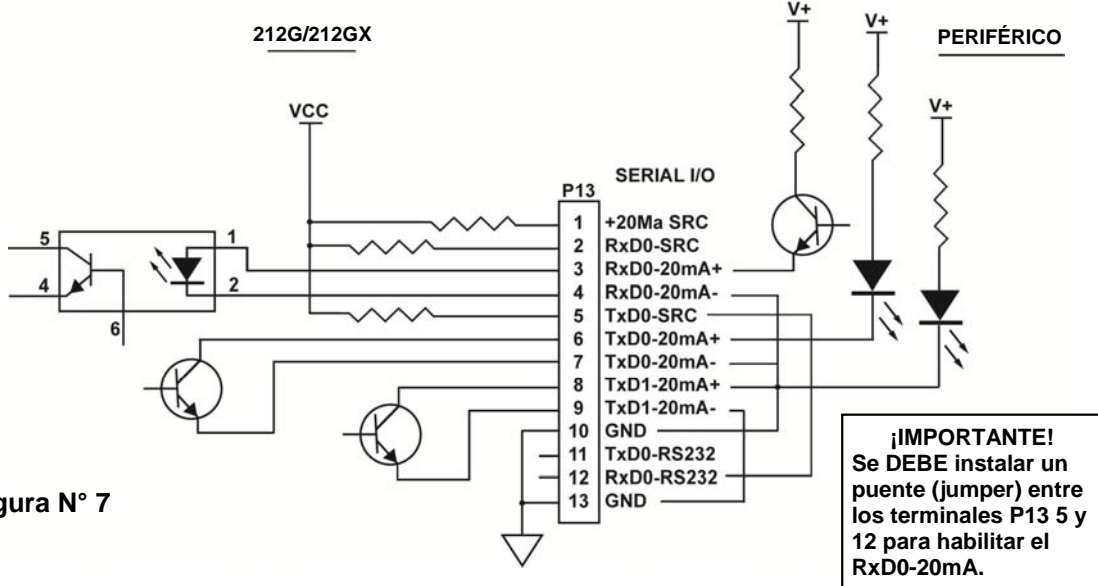 212G/212GX
V+
V+
PERIFÉRICO
V+
VCC
SERIAL I/O
P13
1 +20Ma SRC
2 RxD0-SRC
3 RxD0-20mA+
4 RxD0-20mA-
5 TxD0-SRC
6 TxD0-20mA+
7 TxD0-20mA-
8 TxD1-20mA+
9 TxD1-20mA-
10 GND
11 TxD0-RS232
12 RxD0-RS232
13 GND
5
4
6
1
2
gura N° 7
¡IMPORTANTE!
Se DEBE instalar un
puente (jumper) entre
los terminales P13 5 y
12 para habilitar el
RxD0-20mA.